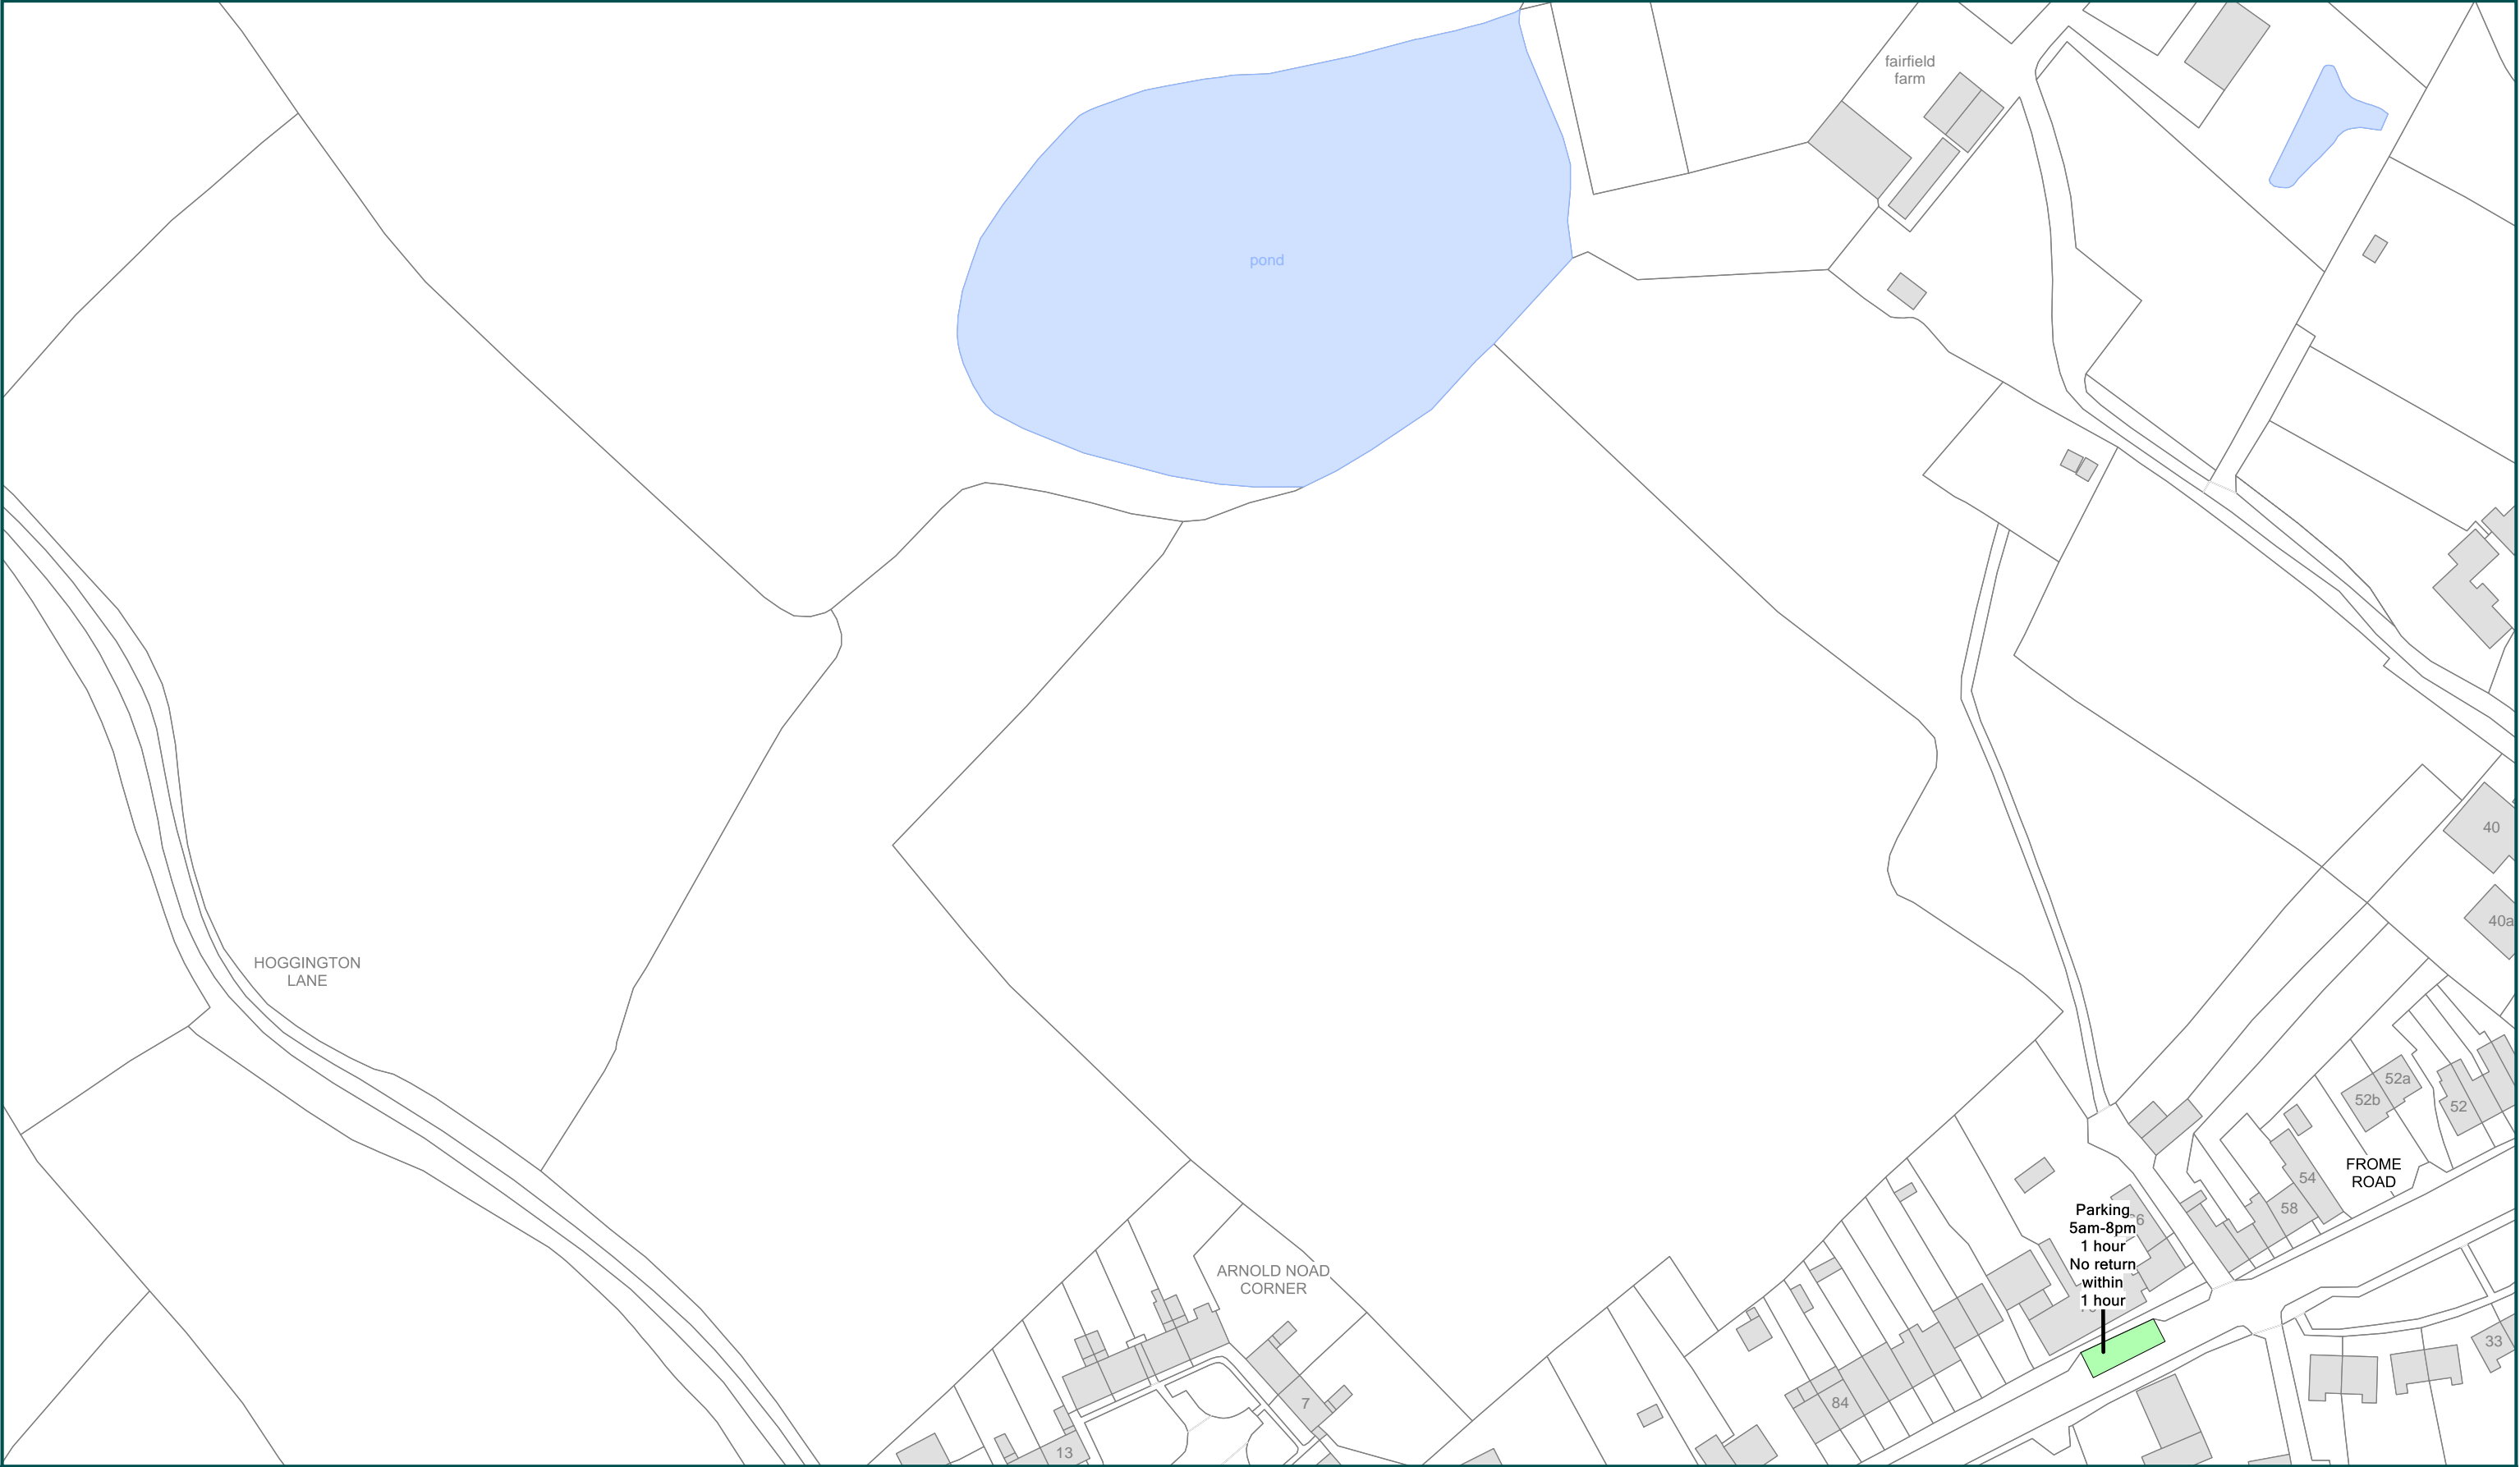 fairfield
farm
pond
40
40a
HOGGINGTON
LANE
52a
52b
52
FROME
ROAD
54
58
Parking
5am-8pm
1 hour
No return
within
1 hour
ARNOLD NOAD
CORNER
33
7
84
13